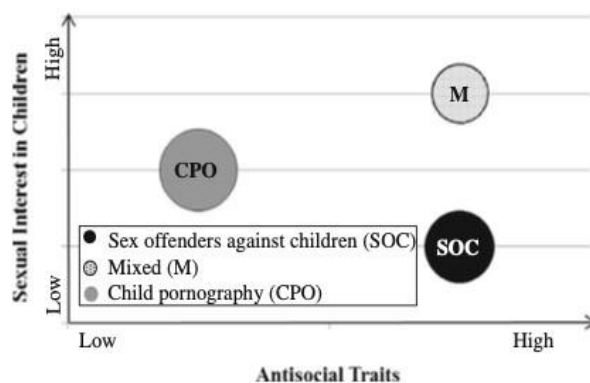 High
Sexual Interest in Children
Low
M
CPO
SOC
Sex offenders against children (SOC)
Mixed (M)
Child pornography (CPO)
Low
High
Antisocial Traits